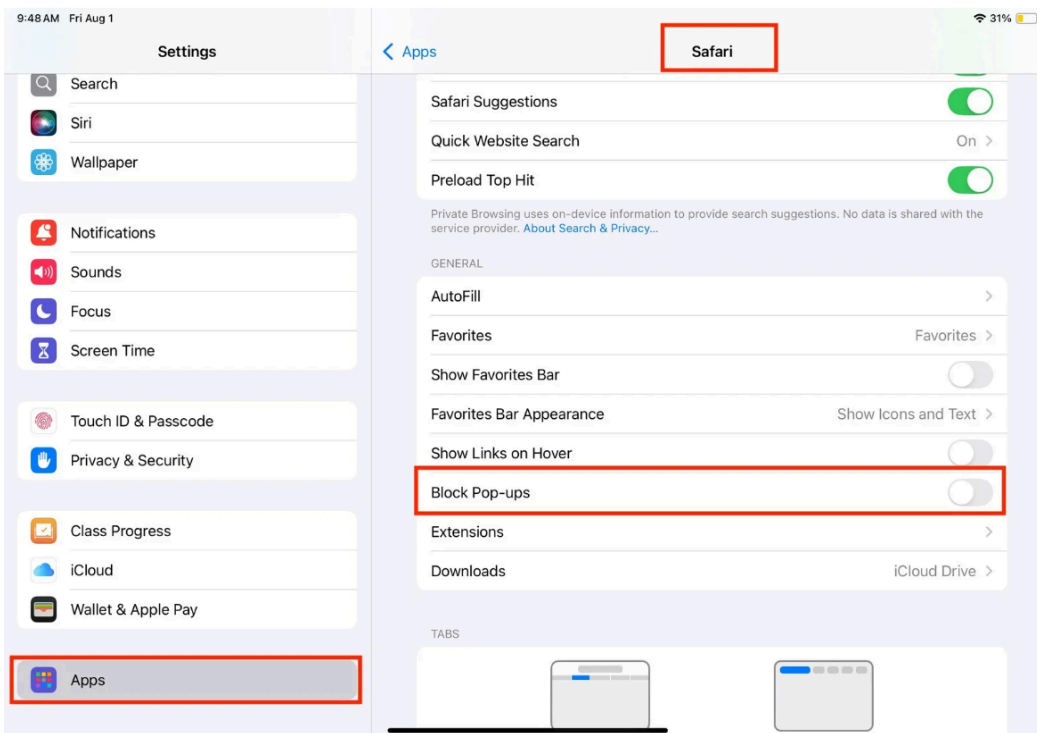 9:48 AM Fri Aug 1
31%
Settings
Search
Siri
Wallpaper
Notifications
Sounds
Focus
Screen Time
Touch ID & Passcode
Privacy & Security
Class Progress
iCloud
Wallet & Apple Pay
Apps
Apps
Safari
Safari Suggestions
Quick Website Search On
Preload Top Hit
Private Browsing uses on-device information to provide search suggestions. No data is shared with the
service provider. About Search & Privacy...
GENERAL
AutoFill
Favorites Favorites
Show Favorites Bar
Favorites Bar Appearance Show Icons and Text
Show Links on Hover
Block Pop-ups
Extensions
Downloads iCloud Drive
TABS